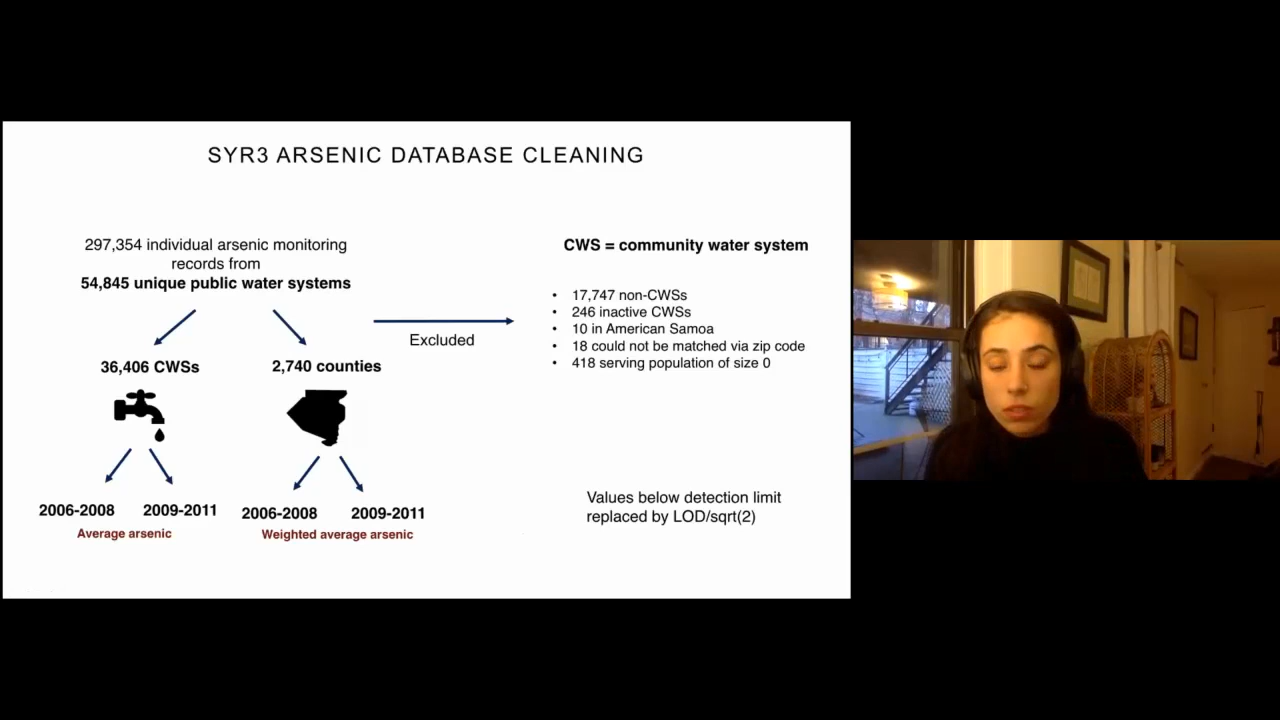 SYR3 ARSENIC DATABASE CLEANING
297,354 individual arsenic monitoring
records from
54,845 unique public water systems
Excluded
CWS = community water system
• 17,747 non-CWSs
• 246 inactive CWSs
• 10 in American Samoa
• 18 could not be matched via zip code
• 418 serving population of size 0
36,406 CWSs
2,740 counties
2006-2008
2009-2011
Average arsenic
2006-2008
2009-2011
Weighted average arsenic
Values below detection limit
replaced by LOD/sqrt(2)